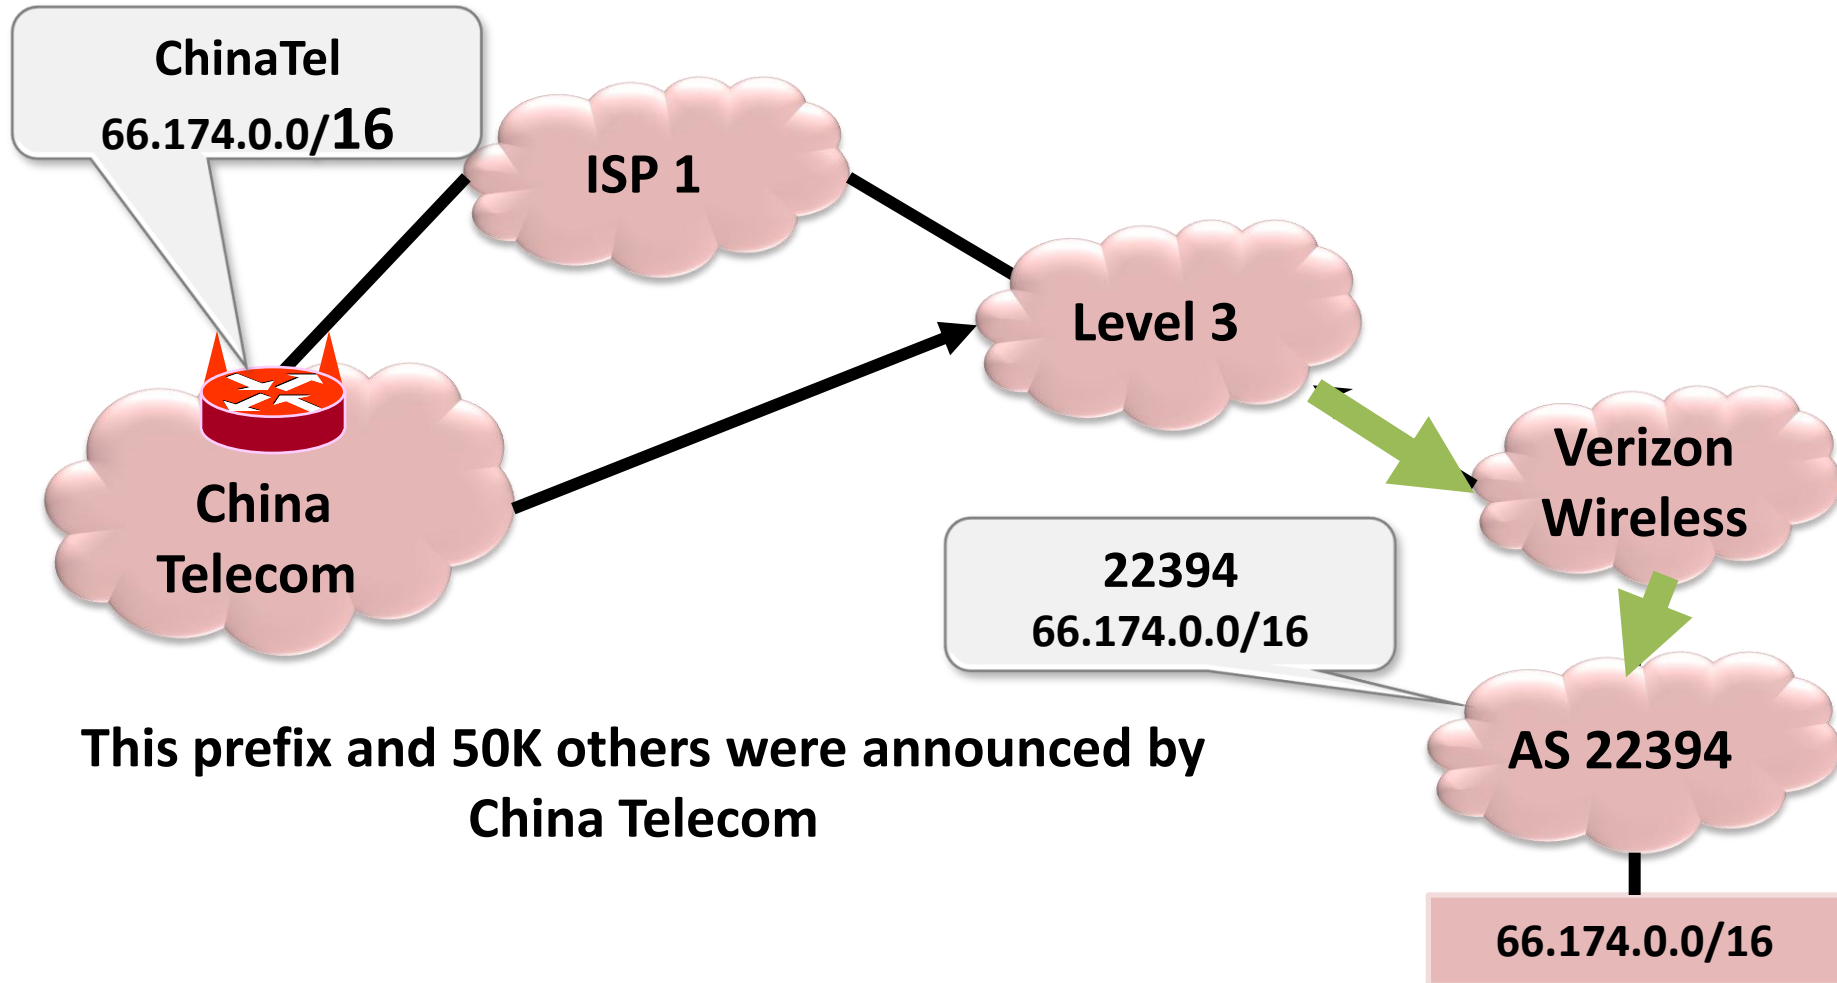 ChinaTel
66.174.0.0/16
ISP 1
Level 3
China
Telecom
Verizon
Wireless
22394
66.174.0.0/16
AS 22394
This prefix and 50K others were announced by
China Telecom
66.174.0.0/16